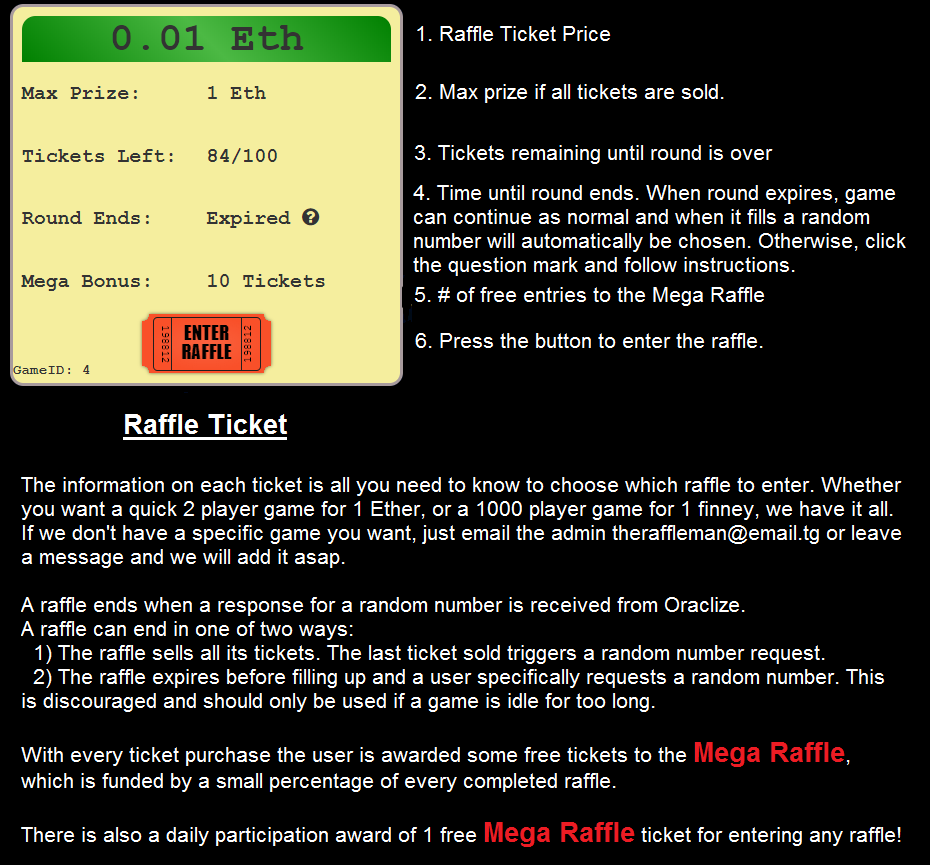 0.01 Eth
Max Prize: 1 Eth
Tickets Left: 84/100
Round Ends: Expired ?
Mega Bonus: 10 Tickets
198812
ENTER
RAFFLE
198812
GameID: 4
1. Raffle Ticket Price
2. Max prize if all tickets are sold.
3. Tickets remaining until round is over
4. Time until round ends. When round expires, game
can continue as normal and when it fills a random
number will automatically be chosen. Otherwise, click
the question mark and follow instructions.
5. # of free entries to the Mega Raffle
6. Press the button to enter the raffle.
Raffle Ticket
The information on each ticket is all you need to know to choose which raffle to enter. Whether
you want a quick 2 player game for 1 Ether, or a 1000 player game for 1 finney, we have it all.
If we don't have a specific game you want, just email the admin theraffleman@email.tg or leave
a message and we will add it asap.
A raffle ends when a response for a random number is received from Oraclize.
A raffle can end in one of two ways:
1) The raffle sells all its tickets. The last ticket sold triggers a random number request.
2) The raffle expires before filling up and a user specifically requests a random number. This
is discouraged and should only be used if a game is idle for too long.
With every ticket purchase the user is awarded some free tickets to the Mega Raffle,
which is funded by a small percentage of every completed raffle.
There is also a daily participation award of 1 free Mega Raffle ticket for entering any raffle!